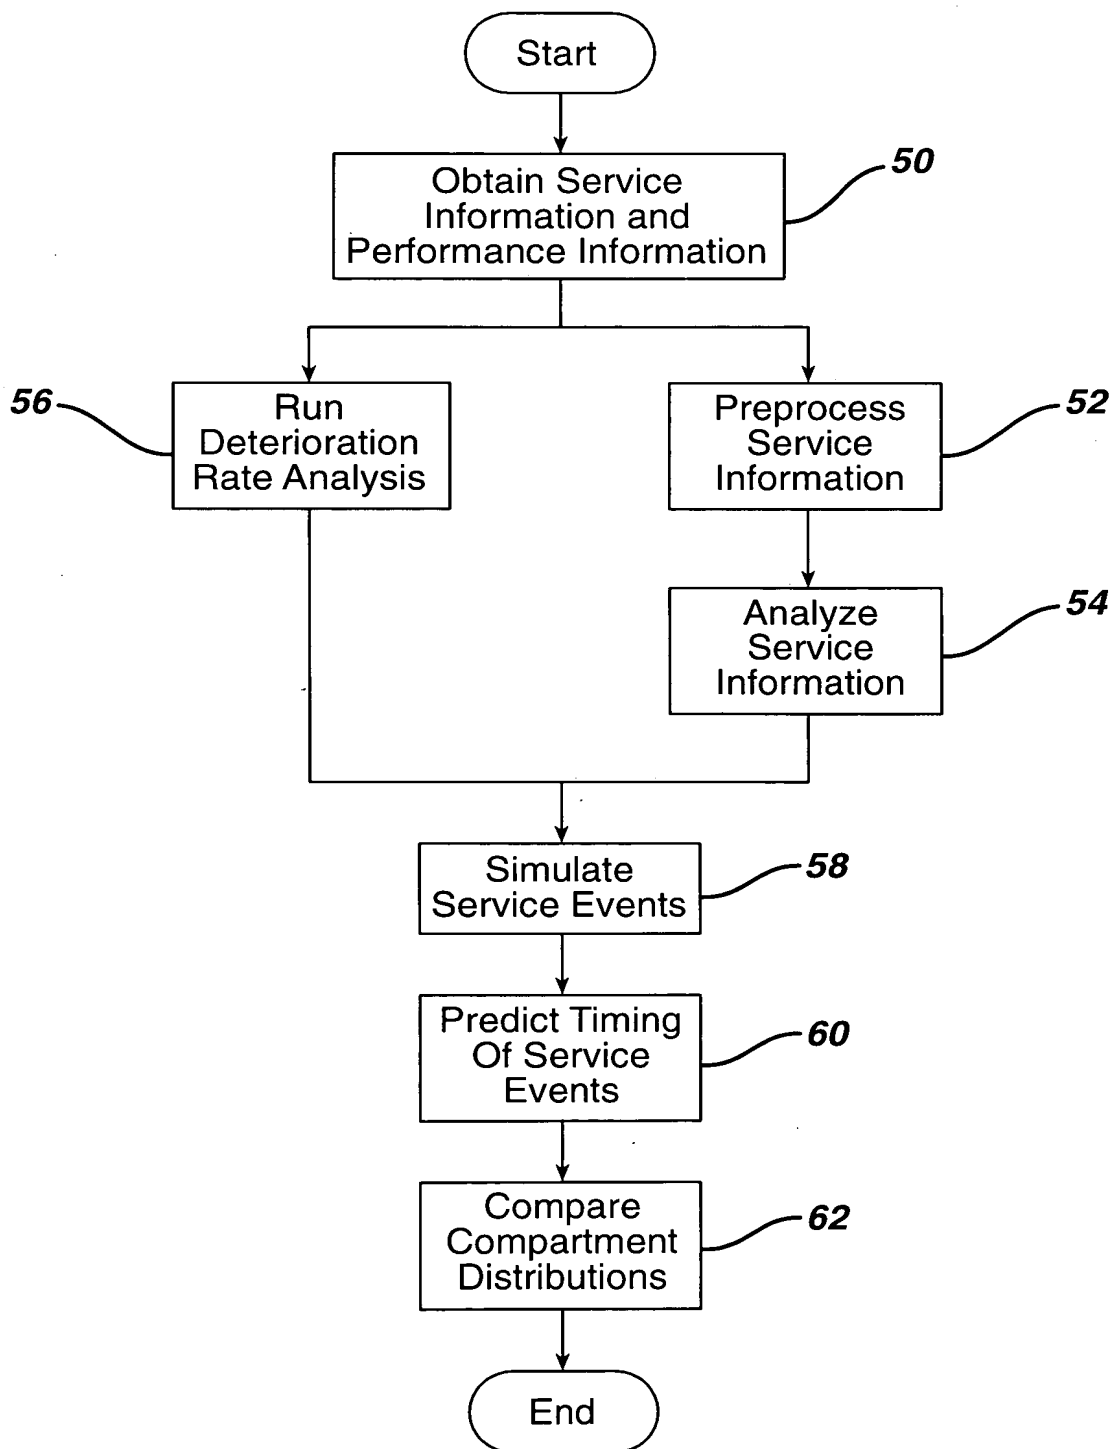 Start
Obtain Service
Information and
Performance Information
50
56
Run
Deterioration
Rate Analysis
Preprocess
Service
Information
52
Analyze
Service
Information
54
Simulate
Service Events
58
Predict Timing
Of Service
Events
60
Compare
Compartment
Distributions
62
End